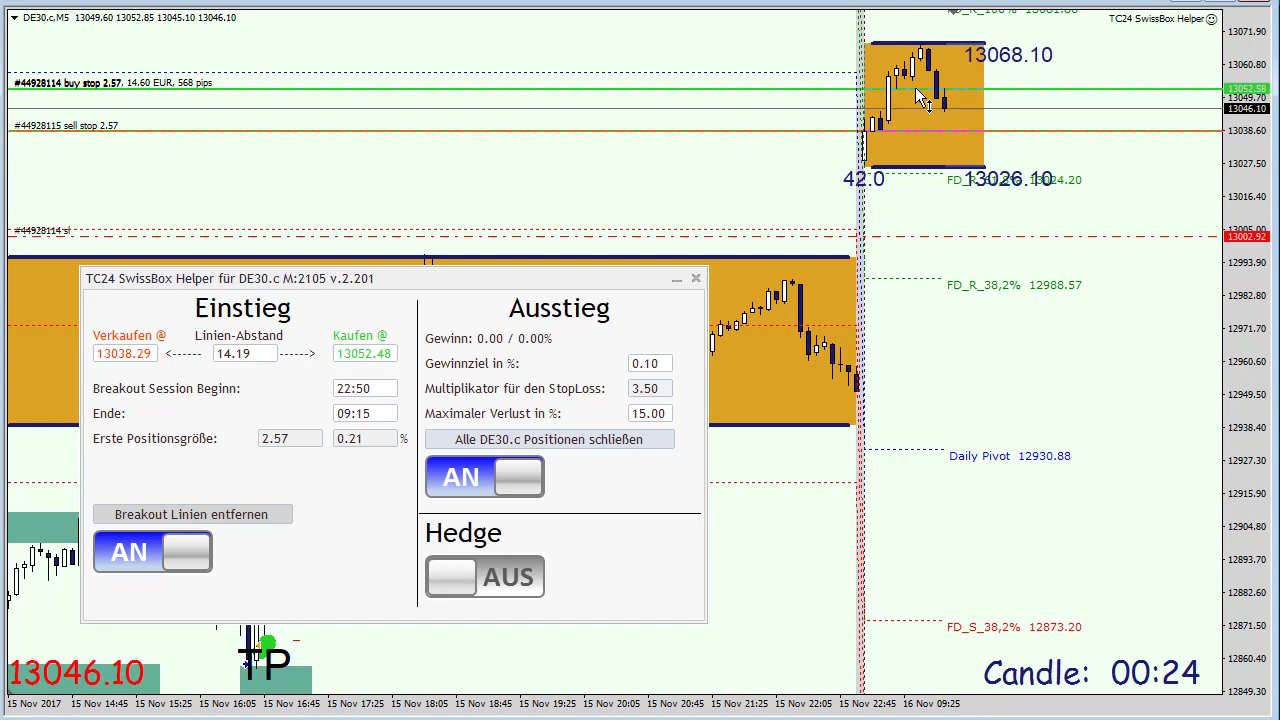 DE30.c,M5 13049.60 13052.85 13045.10 13046.10
TC24 SwissBox Helper
13071.90
13068.10
13060.80
#44928114 buy stop 2.57, 14.60 EUR, 568 pips
13052.58
13049.70
13046.10
#44928115 sell stop 2.57
13038.60
13027.50
42.0
13026.10
FD_R_61,8% 13024.20
13016.40
#44928114 sl
13005.00
13002.92
12993.90
FD_R_38,2% 12988.57
12982.80
12971.70
12960.60
12949.50
12938.40
Daily Pivot 12930.88
12927.30
12915.90
12904.80
12893.70
12882.60
FD_S_38,2% 12873.20
12871.50
12860.40
12849.30
TC24 SwissBox Helper für DE30.c M:2105 v.2.201
Einstieg
Verkaufen @ Linien-Abstand Kaufen @
13038.29 <----- 14.19 -----> 13052.48
Breakout Session Beginn: 22:50
Ende: 09:15
Erste Positionsgröße: 2.57 0.21 %
Breakout Linien entfernen
AN
Ausstieg
Gewinn: 0.00 / 0.00%
Gewinnziel in %: 0.10
Multiplikator für den StopLoss: 3.50
Maximaler Verlust in %: 15.00
Alle DE30.c Positionen schließen
AN
Hedge
AUS
TP
13046.10
Candle: 00:24
15 Nov 2017 15 Nov 14:45 15 Nov 15:25 15 Nov 16:05 15 Nov 16:45 15 Nov 17:25 15 Nov 18:05 15 Nov 18:45 15 Nov 19:25 15 Nov 20:05 15 Nov 20:45 15 Nov 21:25 15 Nov 22:05 15 Nov 22:45 16 Nov 09:25